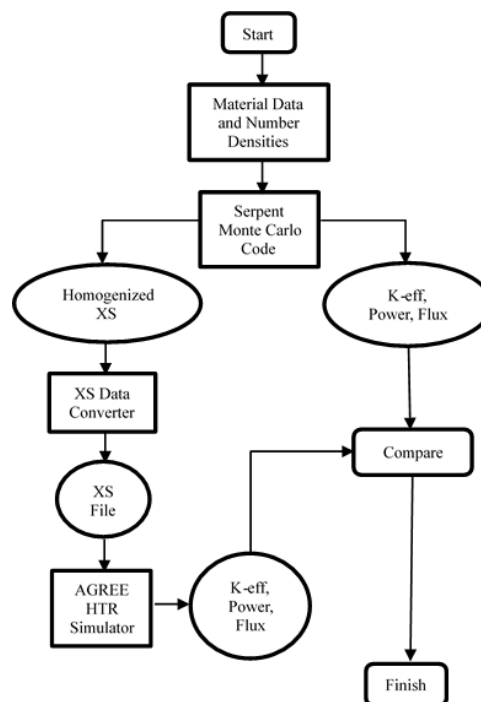 Start
Material Data
and Number
Densities
Serpent
Monte Carlo
Code
Homogenized
XS
K-eff,
Power, Flux
XS Data
Converter
Compare
XS
File
AGREE
HTR
Simulator
K-eff,
Power,
Flux
Finish